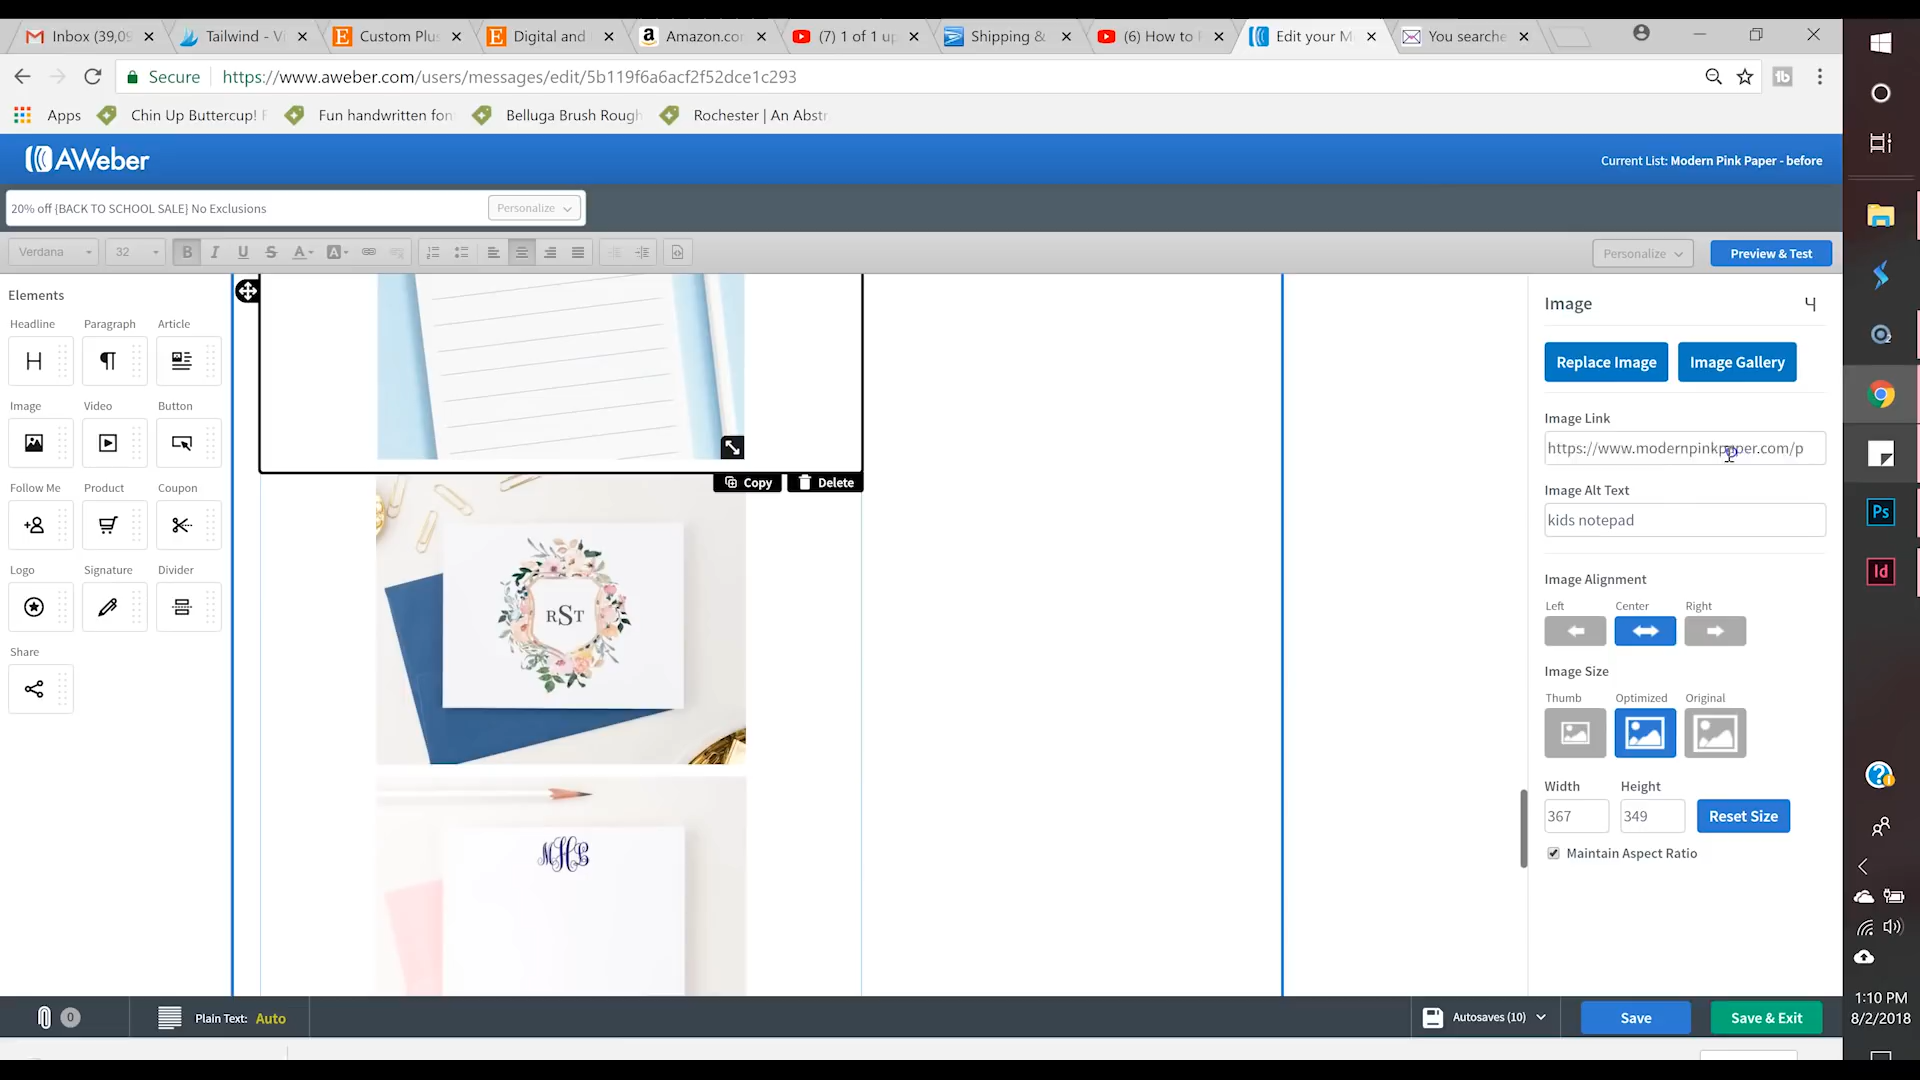 Inbox (39,09
Tailwind - Vi
Custom Plu
Digital and
Amazon.co
(7) 1 of 1 u
Shipping &
(6) How to
Edit your M
You searche
Secure
https://www.aweber.com/users/messages/edit/5b119f6a6acf2f52dce1c293
Apps
Chin Up Buttercup! F
Fun handwritten fon
Belluga Brush Rough
Rochester | An Abstr
AWeber
Current List: Modern Pink Paper - before
20% off {BACK TO SCHOOL SALE} No Exclusions
Personalize
Verdana
32
B I U S A A
Personalize
Preview & Test
Elements
Headline Paragraph Article
H
Image Video Button
Follow Me Product Coupon
Logo Signature Divider
Share
Copy
Delete
RST
MHB
Image
Replace Image
Image Gallery
Image Link
https://www.modernpinkpaper.com/p
Image Alt Text
kids notepad
Image Alignment
Left Center Right
Image Size
Thumb Optimized Original
Width Height
367
349
Reset Size
Maintain Aspect Ratio
0
Plain Text: Auto
Autosaves (10)
Save
Save & Exit
Ps
Id
1:10 PM
8/2/2018